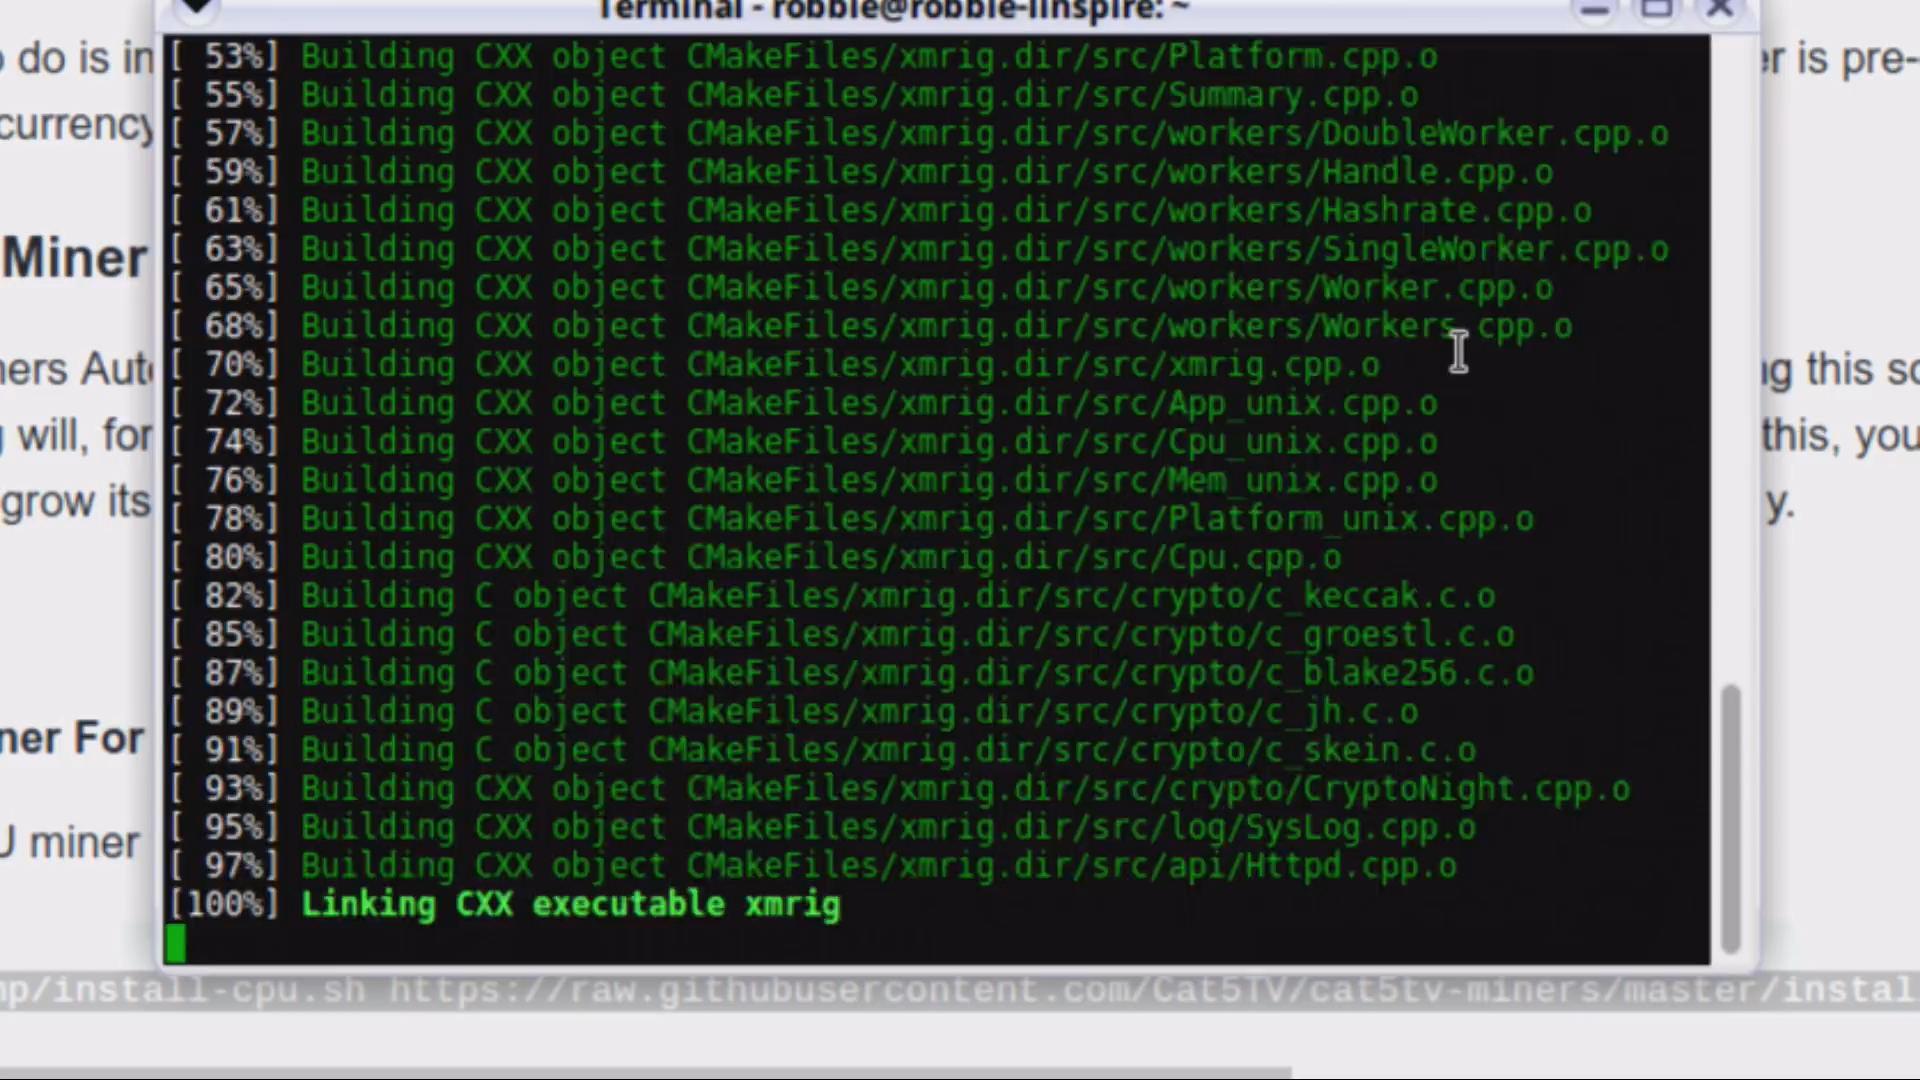 Terminal - robbie@robbie-linspire: ~
[ 53%] Building CXX object CMakeFiles/xmrig.dir/src/Platform.cpp.o
[ 55%] Building CXX object CMakeFiles/xmrig.dir/src/Summary.cpp.o
[ 57%] Building CXX object CMakeFiles/xmrig.dir/src/workers/DoubleWorker.cpp.o
[ 59%] Building CXX object CMakeFiles/xmrig.dir/src/workers/Handle.cpp.o
[ 61%] Building CXX object CMakeFiles/xmrig.dir/src/workers/Hashrate.cpp.o
[ 63%] Building CXX object CMakeFiles/xmrig.dir/src/workers/SingleWorker.cpp.o
[ 65%] Building CXX object CMakeFiles/xmrig.dir/src/workers/Worker.cpp.o
[ 68%] Building CXX object CMakeFiles/xmrig.dir/src/workers/Workers.cpp.o
[ 70%] Building CXX object CMakeFiles/xmrig.dir/src/xmrig.cpp.o
[ 72%] Building CXX object CMakeFiles/xmrig.dir/src/App_unix.cpp.o
[ 74%] Building CXX object CMakeFiles/xmrig.dir/src/Cpu_unix.cpp.o
[ 76%] Building CXX object CMakeFiles/xmrig.dir/src/Mem_unix.cpp.o
[ 78%] Building CXX object CMakeFiles/xmrig.dir/src/Platform_unix.cpp.o
[ 80%] Building CXX object CMakeFiles/xmrig.dir/src/Cpu.cpp.o
[ 82%] Building C object CMakeFiles/xmrig.dir/src/crypto/c_keccak.c.o
[ 85%] Building C object CMakeFiles/xmrig.dir/src/crypto/c_groestl.c.o
[ 87%] Building C object CMakeFiles/xmrig.dir/src/crypto/c_blake256.c.o
[ 89%] Building C object CMakeFiles/xmrig.dir/src/crypto/c_jh.c.o
[ 91%] Building C object CMakeFiles/xmrig.dir/src/crypto/c_skein.c.o
[ 93%] Building CXX object CMakeFiles/xmrig.dir/src/crypto/CryptoNight.cpp.o
[ 95%] Building CXX object CMakeFiles/xmrig.dir/src/log/SysLog.cpp.o
[ 97%] Building CXX object CMakeFiles/xmrig.dir/src/api/Httpd.cpp.o
[100%] Linking CXX executable xmrig
do is in
er is pre-
currency
Miner
ners Aut
ng this sc
will, for
this, you
grow its
y.
ner For
U miner
mp/install-cpu.sh https://raw.githubusercontent.com/Cat5TV/cat5tv-miners/master/instal